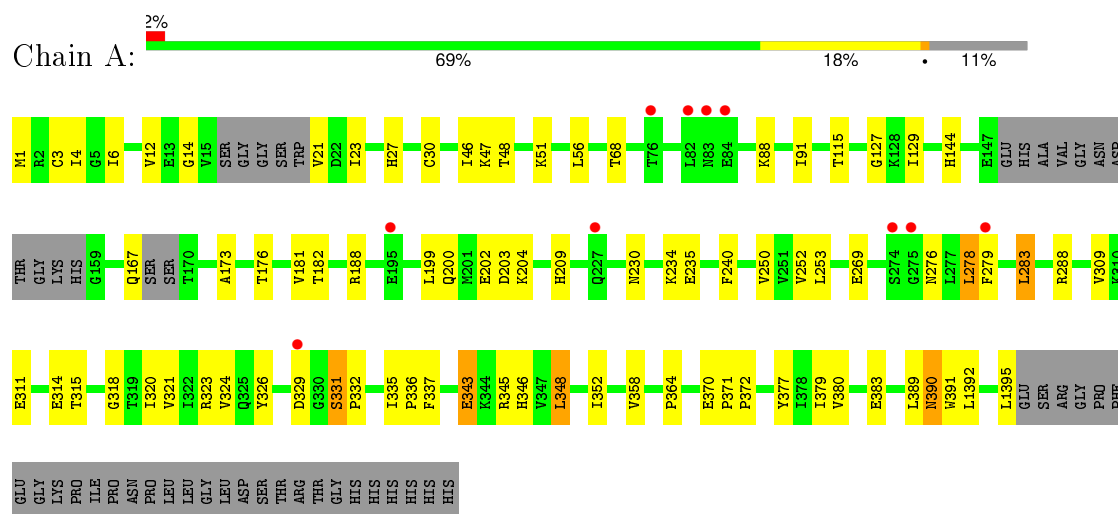 2%
Chain A:
69% 18% • 11%
M1 R2 C3 I4 G5 I6 V12 E13 G14 V15 SER GLY GLY SER TRP V21 D22 I23 H27 C30 I46 K47 T48 K51 L56 T68 T76 L82 N83 E84 K88 I91 T115 G127 K128 I129 H144 E147 GLU HIS ALA VAL GLY ASN ASP
THR GLY LYS HIS G159 Q167 SER SER T170 A173 T176 V181 T182 R188 E195 L199 Q200 M201 E202 D203 K204 H209 Q227 N230 K234 E235 F240 V250 V251 V252 L253 E269 S274 G275 N276 L277 L278 F279 L283 R288 V309 K310
E311 E314 T315 G318 T319 I320 V321 I322 R323 V324 Q325 Y326 D329 G330 S331 P332 I335 P336 F337 E343 K344 R345 H346 V347 L348 I352 V358 P364 E370 P371 P372 Y377 I378 I379 V380 E383 L389 N390 W391 L1392 L1395 GLU SER ARG GLY PRO PHE
GLU GLY LYS PRO ILE PRO ASN PRO LEU LEU GLY LEU ASP SER THR ARG THR GLY HIS HIS HIS HIS HIS HIS